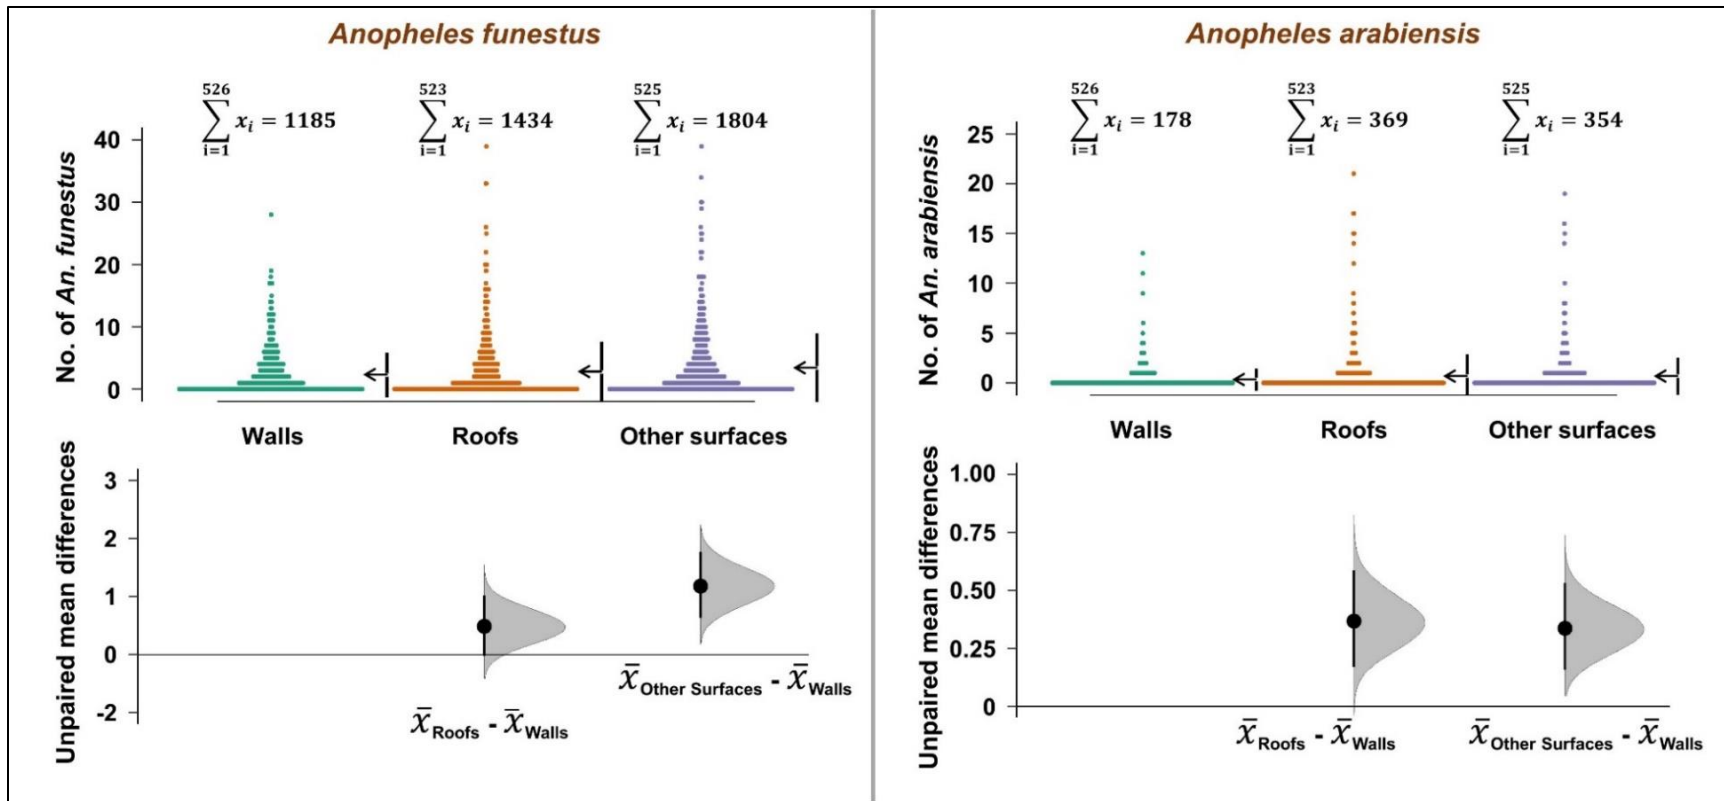 Anopheles funestus
526
∑ xᵢ = 1185
i=1
523
∑ xᵢ = 1434
i=1
525
∑ xᵢ = 1804
i=1
No. of An. funestus
40
30
20
10
0
Walls
Roofs
Other surfaces
Unpaired mean differences
3
2
1
0
-2
x̄ Roofs - x̄ Walls
x̄ Other Surfaces - x̄ Walls
Anopheles arabiensis
526
∑ xᵢ = 178
i=1
523
∑ xᵢ = 369
i=1
525
∑ xᵢ = 354
i=1
No. of An. arabiensis
25
20
15
10
5
0
Walls
Roofs
Other surfaces
Unpaired mean differences
1.00
0.75
0.50
0.25
0
x̄ Roofs - x̄ Walls
x̄ Other Surfaces - x̄ Walls